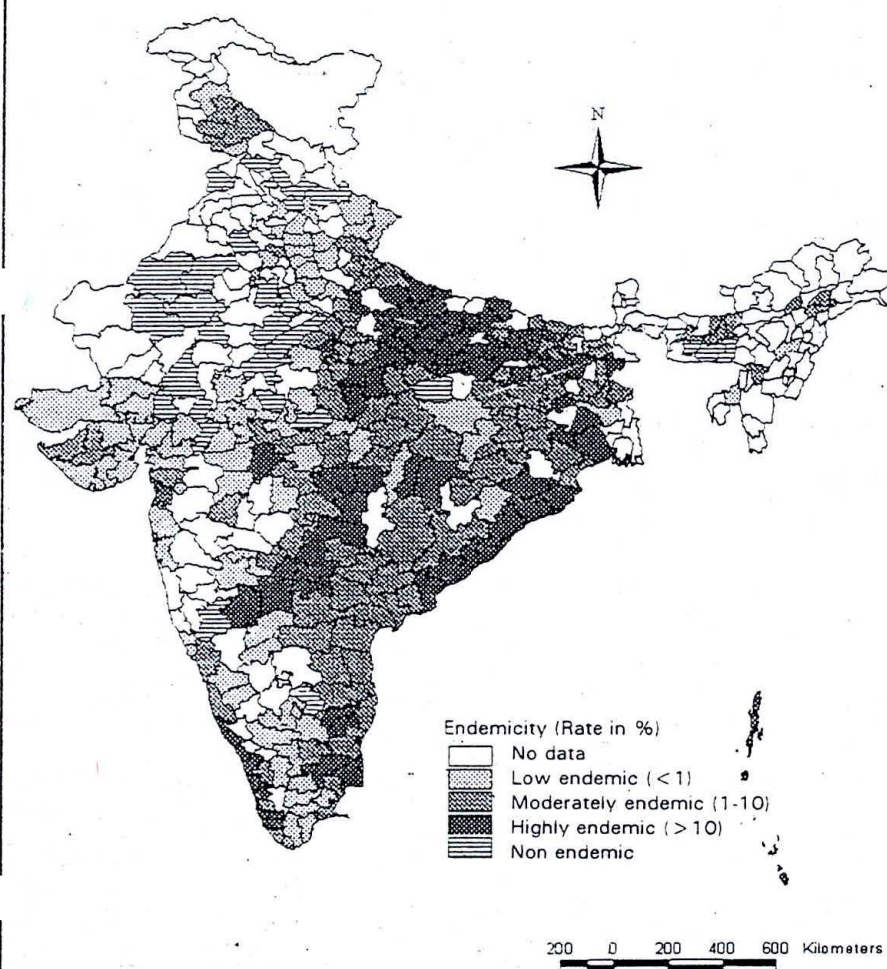 N
Endemicity (Rate in %)
No data
Low endemic (<1)
Moderately endemic (1-10)
Highly endemic (>10)
Non endemic
200 0 200 400 600 Kilometers